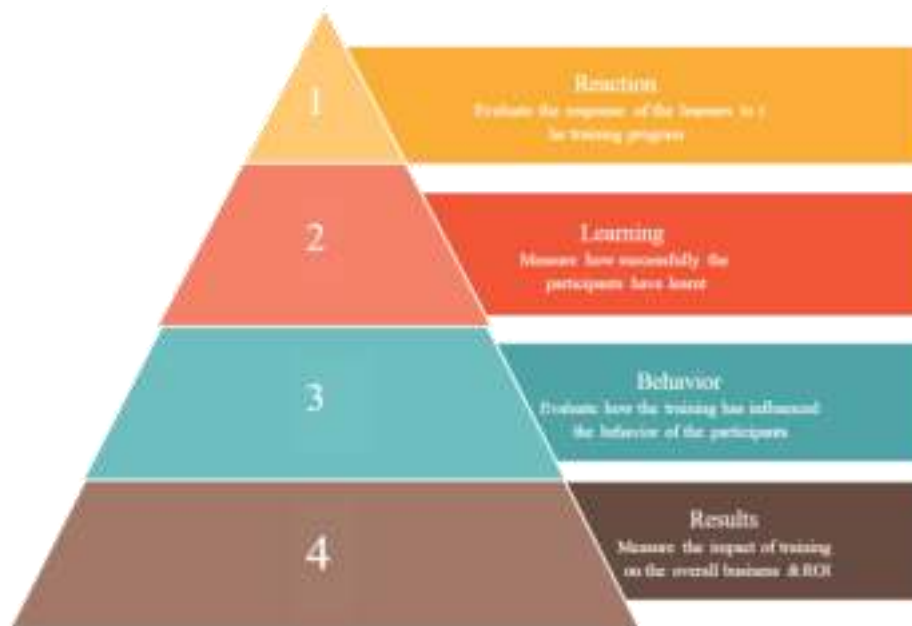 1
Reaction
Evaluate the response of the learners to t
he training program
2
Learning
Measure how successfully the
participants have learnt
3
Behavior
Evaluate how the training has influenced
the behavior of the participants
4
Results
Measure the impact of training
on the overall business & ROI